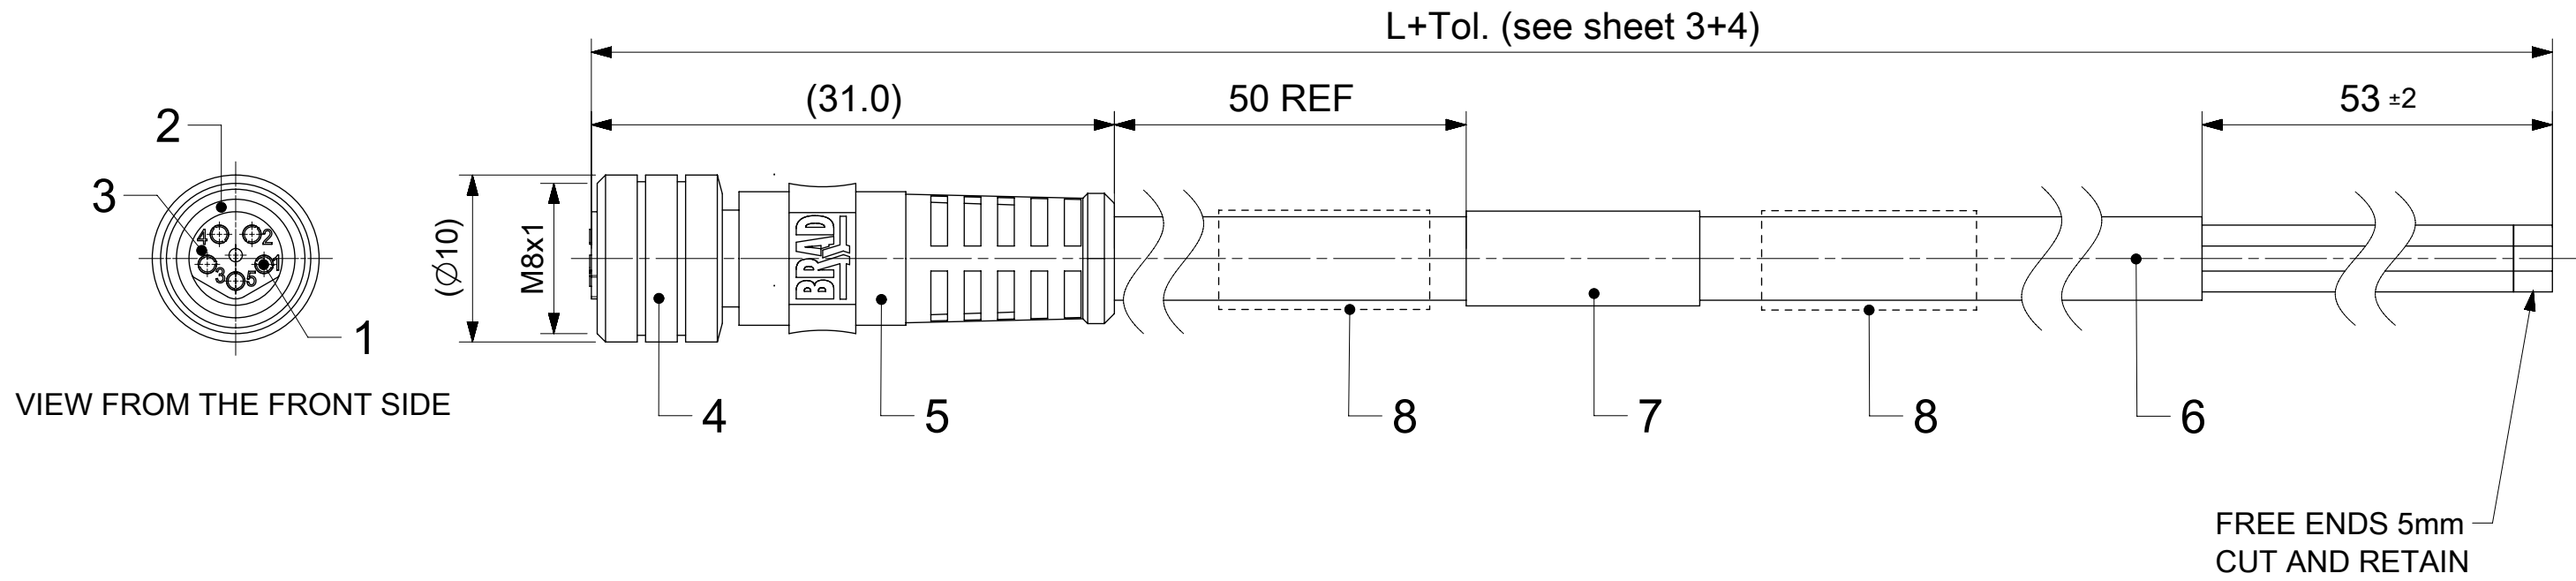 L+Tol. (see sheet 3+4)
(31.0)
50 REF
53 ±2
2
3
(Ø10)
M8x1
BRAD
4 2
3 1
5
1
VIEW FROM THE FRONT SIDE
4
5
8
7
8
6
FREE ENDS 5mm
CUT AND RETAIN